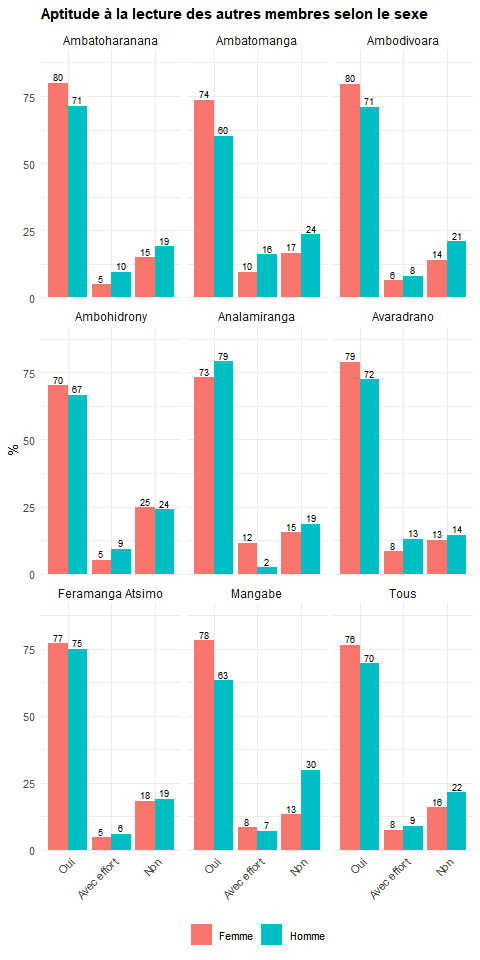 Aptitude à la lecture des autres membres selon le sexe
Ambatoharanana Ambatomanga Ambodivoara
80 71 5 10 15 19
74 60 10 16 17 24
80 71 6 8 14 21
75
50
25
0
Ambohidrony Analamiranga Avaradrano
70 67 5 9 25 24
73 79 12 2 15 19
79 72 8 13 13 14
75
50
25
0
%
Feramanga Atsimo Mangabe Tous
77 75 5 6 18 19
78 63 8 7 13 30
76 70 8 9 16 22
75
50
25
0
Oui Avec effort Non Oui Avec effort Non Oui Avec effort Non
Femme Homme